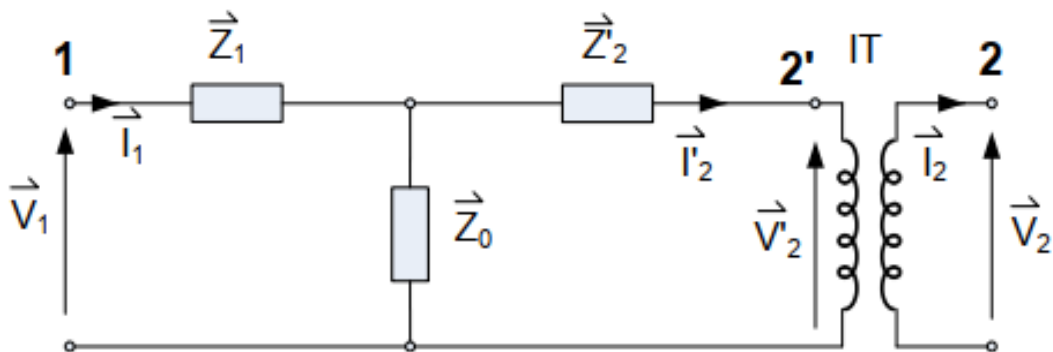 1 Z⃗₁ Z⃗'₂ 2' IT 2
I⃗₁ I⃗'₂ I⃗₂
V⃗₁ Z⃗₀ V⃗'₂ V⃗₂